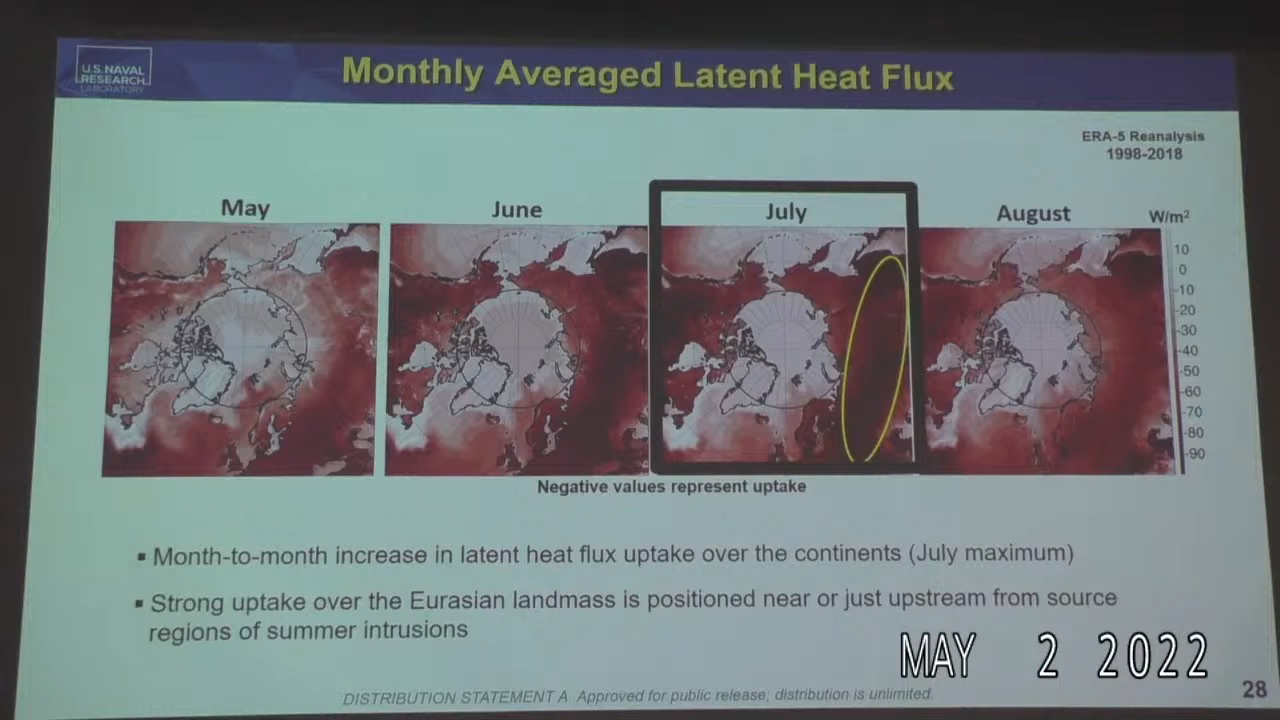 U.S. NAVAL
RESEARCH
LABORATORY
Monthly Averaged Latent Heat Flux
ERA-5 Reanalysis
1998-2018
May
June
July
August
W/m²
10
0
-10
-20
-30
-40
-50
-60
-70
-80
-90
Negative values represent uptake
▪ Month-to-month increase in latent heat flux uptake over the continents (July maximum)
▪ Strong uptake over the Eurasian landmass is positioned near or just upstream from source
regions of summer intrusions
MAY 2 2022
DISTRIBUTION STATEMENT A Approved for public release; distribution is unlimited.
28